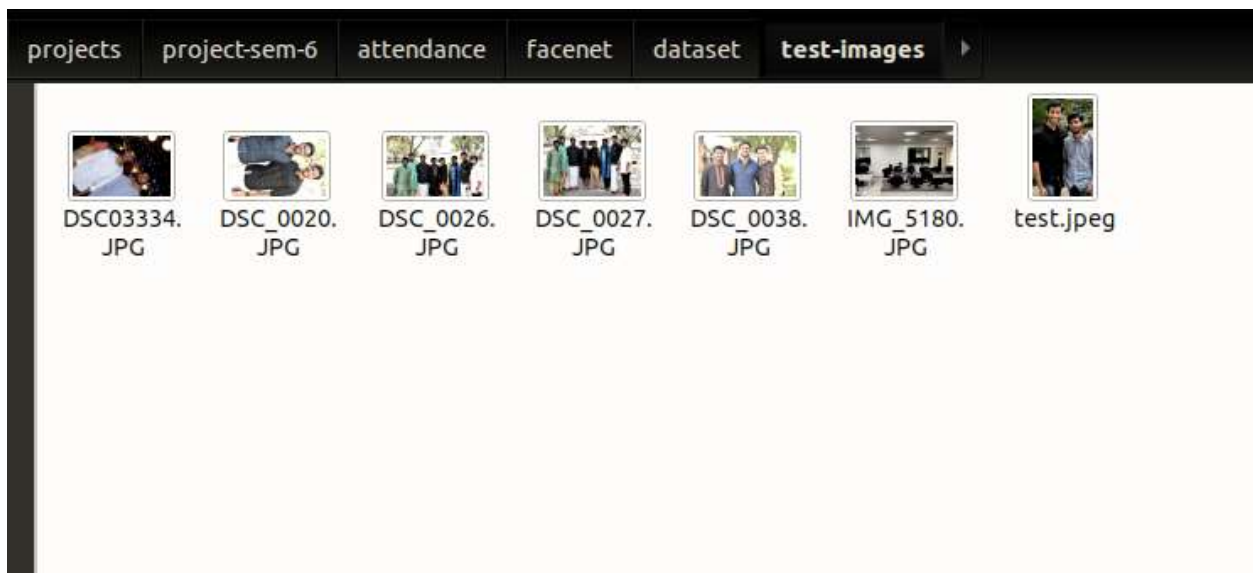 projects project-sem-6 attendance facenet dataset test-images
DSC03334. DSC_0020. DSC_0026. DSC_0027. DSC_0038. IMG_5180. test.jpeg
JPG JPG JPG JPG JPG JPG